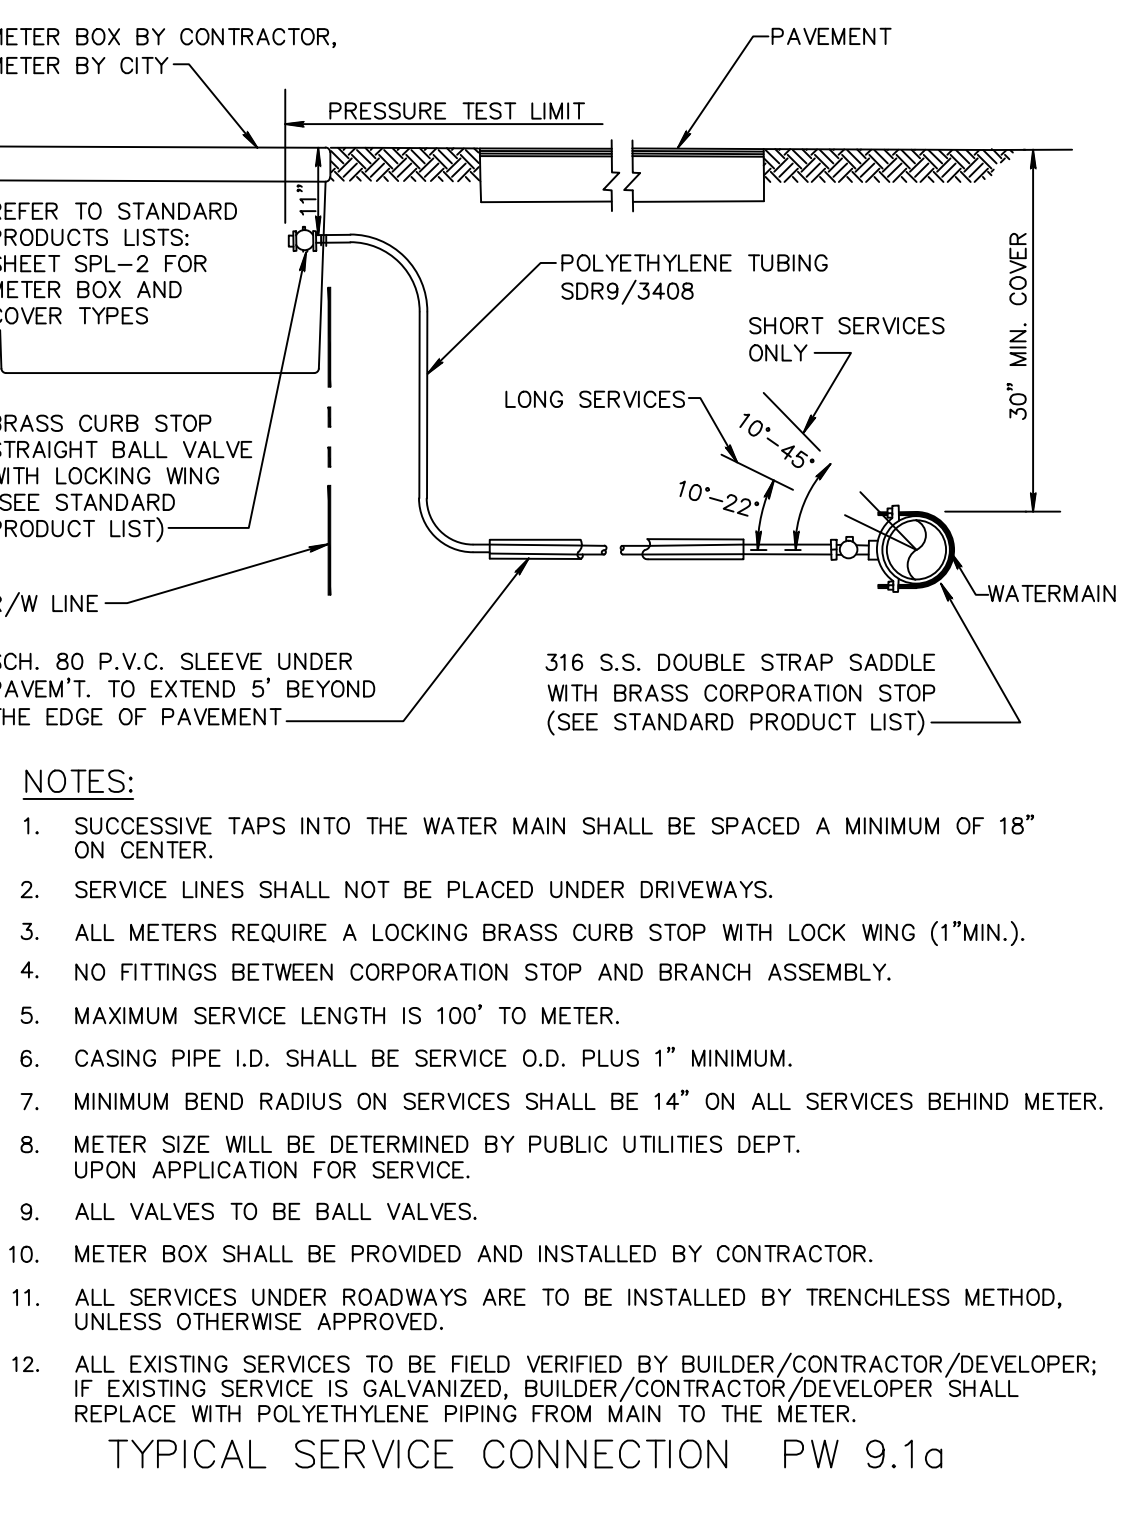 METER BOX BY CONTRACTOR,
METER BY CITY
PAVEMENT
PRESSURE TEST LIMIT
11"
REFER TO STANDARD
PRODUCTS LISTS:
SHEET SPL-2 FOR
METER BOX AND
COVER TYPES
POLYETHYLENE TUBING
SDR9/3408
30" MIN. COVER
SHORT SERVICES
ONLY
LONG SERVICES
10°-45°
10°-22°
BRASS CURB STOP
STRAIGHT BALL VALVE
WITH LOCKING WING
(SEE STANDARD
PRODUCT LIST)
R/W LINE
WATERMAIN
SCH. 80 P.V.C. SLEEVE UNDER
PAVEM'T. TO EXTEND 5' BEYOND
THE EDGE OF PAVEMENT
316 S.S. DOUBLE STRAP SADDLE
WITH BRASS CORPORATION STOP
(SEE STANDARD PRODUCT LIST)
NOTES:
1. SUCCESSIVE TAPS INTO THE WATER MAIN SHALL BE SPACED A MINIMUM OF 18"
ON CENTER.
2. SERVICE LINES SHALL NOT BE PLACED UNDER DRIVEWAYS.
3. ALL METERS REQUIRE A LOCKING BRASS CURB STOP WITH LOCK WING (1"MIN.).
4. NO FITTINGS BETWEEN CORPORATION STOP AND BRANCH ASSEMBLY.
5. MAXIMUM SERVICE LENGTH IS 100' TO METER.
6. CASING PIPE I.D. SHALL BE SERVICE O.D. PLUS 1" MINIMUM.
7. MINIMUM BEND RADIUS ON SERVICES SHALL BE 14" ON ALL SERVICES BEHIND METER.
8. METER SIZE WILL BE DETERMINED BY PUBLIC UTILITIES DEPT.
UPON APPLICATION FOR SERVICE.
9. ALL VALVES TO BE BALL VALVES.
10. METER BOX SHALL BE PROVIDED AND INSTALLED BY CONTRACTOR.
11. ALL SERVICES UNDER ROADWAYS ARE TO BE INSTALLED BY TRENCHLESS METHOD,
UNLESS OTHERWISE APPROVED.
12. ALL EXISTING SERVICES TO BE FIELD VERIFIED BY BUILDER/CONTRACTOR/DEVELOPER;
IF EXISTING SERVICE IS GALVANIZED, BUILDER/CONTRACTOR/DEVELOPER SHALL
REPLACE WITH POLYETHYLENE PIPING FROM MAIN TO THE METER.
TYPICAL SERVICE CONNECTION PW 9.1a